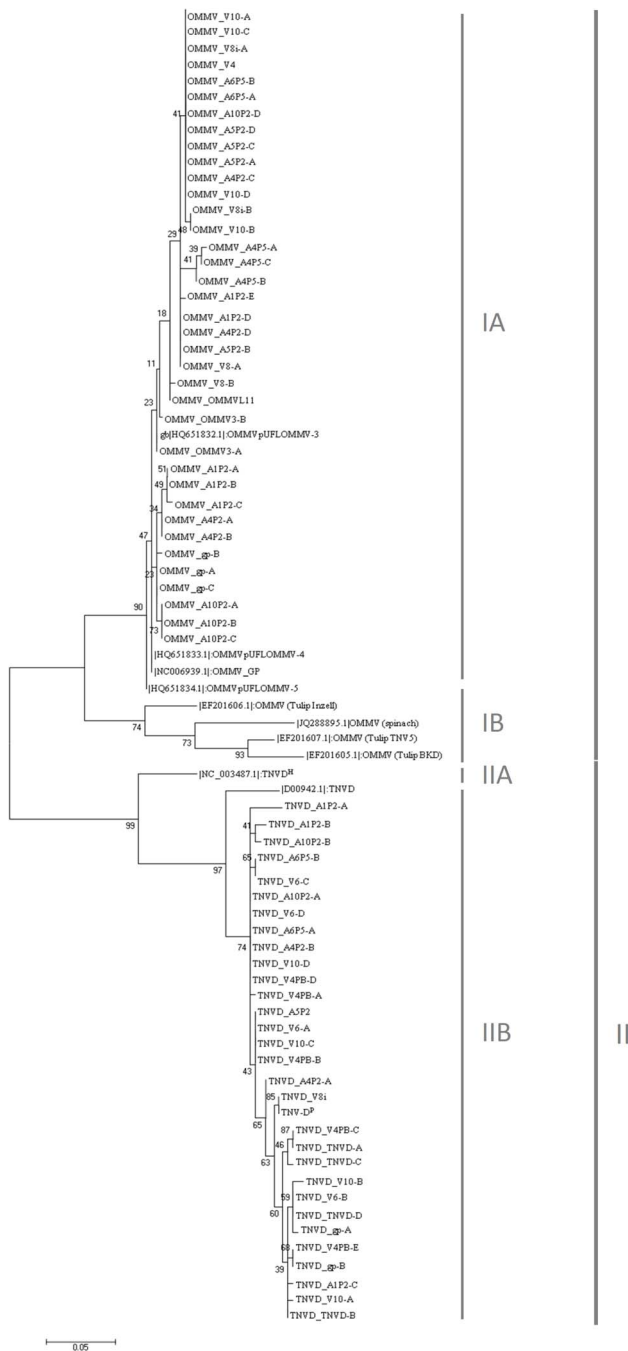 OMMV_V10-A
OMMV_V10-C
OMMV_V8i-A
OMMV_V4
OMMV_A6P5-B
OMMV_A6P5-A
41 OMMV_A10P2-D
OMMV_A5P2-D
OMMV_A5P2-C
OMMV_A5P2-A
OMMV_A4P2-C
OMMV_V10-D
OMMV_V8i-B
48 OMMV_V10-B
29
39 OMMV_A4P5-A
41 OMMV_A4P5-C
OMMV_A4P5-B
OMMV_A1P2-E
18 OMMV_A1P2-D
OMMV_A4P2-D
IA
OMMV_A5P2-B
11 OMMV_V8-A
OMMV_V8-B
23 OMMV_OMMVL11
OMMV_OMMV3-B
gb|HQ651832.1|:OMMVpUFLOMMV-3
OMMV_OMMV3-A
51 OMMV_A1P2-A
49 OMMV_A1P2-B
OMMV_A1P2-C
34 OMMV_A4P2-A
47 OMMV_A4P2-B
OMMV_gp-B
23 OMMV_gp-A
OMMV_gp-C
90 OMMV_A10P2-A
OMMV_A10P2-B
73 OMMV_A10P2-C
|HQ651833.1|:OMMVpUFLOMMV-4
|NC006939.1|:OMMV_GP
|HQ651834.1|:OMMVpUFLOMMV-5
|EF201606.1|:OMMV (Tulip Inzell)
74 |JQ288895.1|OMMV (spinach)
IB
73 |EF201607.1|:OMMV (Tulip TNV5)
93 |EF201605.1|:OMMV (Tulip BKD)
|NC_003487.1|:TNVDᴴ
IIA
|D00942.1|:TNVD
99 TNVD_A1P2-A
41 TNVD_A1P2-B
TNVD_A10P2-B
65 TNVD_A6P5-B
97
TNVD_V6-C
TNVD_A10P2-A
TNVD_V6-D
TNVD_A6P5-A
74 TNVD_A4P2-B
TNVD_V10-D
TNVD_V4PB-D
TNVD_V4PB-A
TNVD_A5P2
TNVD_V6-A
IIB
II
TNVD_V10-C
TNVD_V4PB-B
43
TNVD_A4P2-A
85 TNVD_V8i
TNV-Dᴾ
65
87 TNVD_V4PB-C
46 TNVD_TNVD-A
63 TNVD_TNVD-C
TNVD_V10-B
59 TNVD_V6-B
60 TNVD_TNVD-D
TNVD_gp-A
68 TNVD_V4PB-E
39 TNVD_gp-B
TNVD_A1P2-C
TNVD_V10-A
TNVD_TNVD-B
0.05